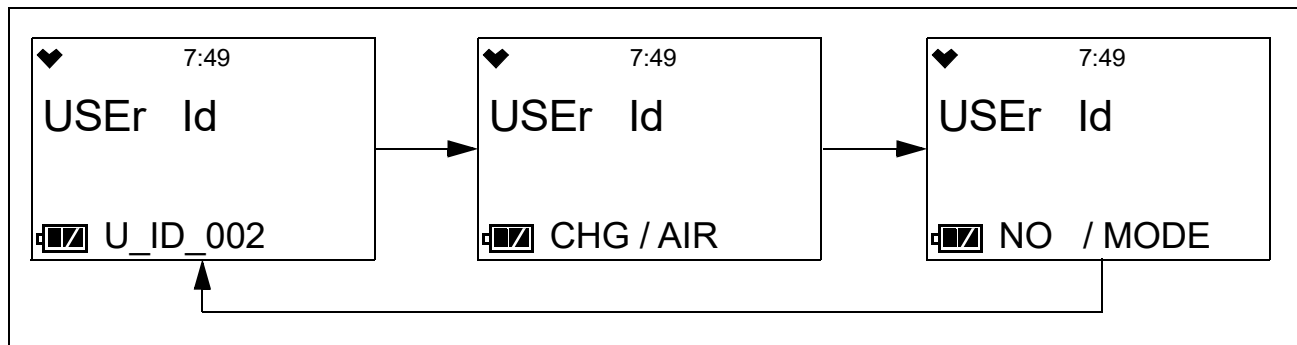 7:49
USEr Id
U_ID_002
7:49
USEr Id
CHG / AIR
7:49
USEr Id
NO / MODE